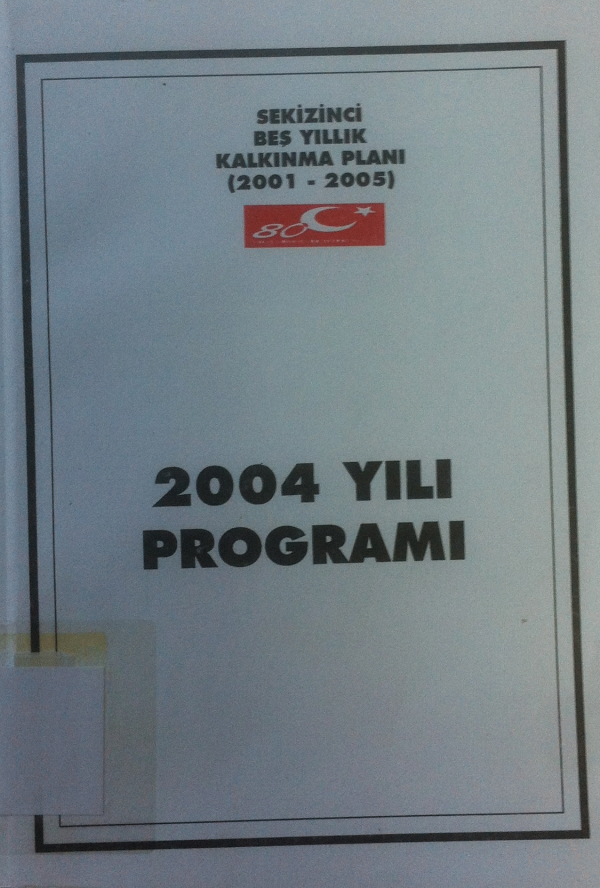 SEKİZİNCİ
BEŞ YILLIK
KALKINMA PLANI
(2001 - 2005)
80
2004 YILI
PROGRAMI